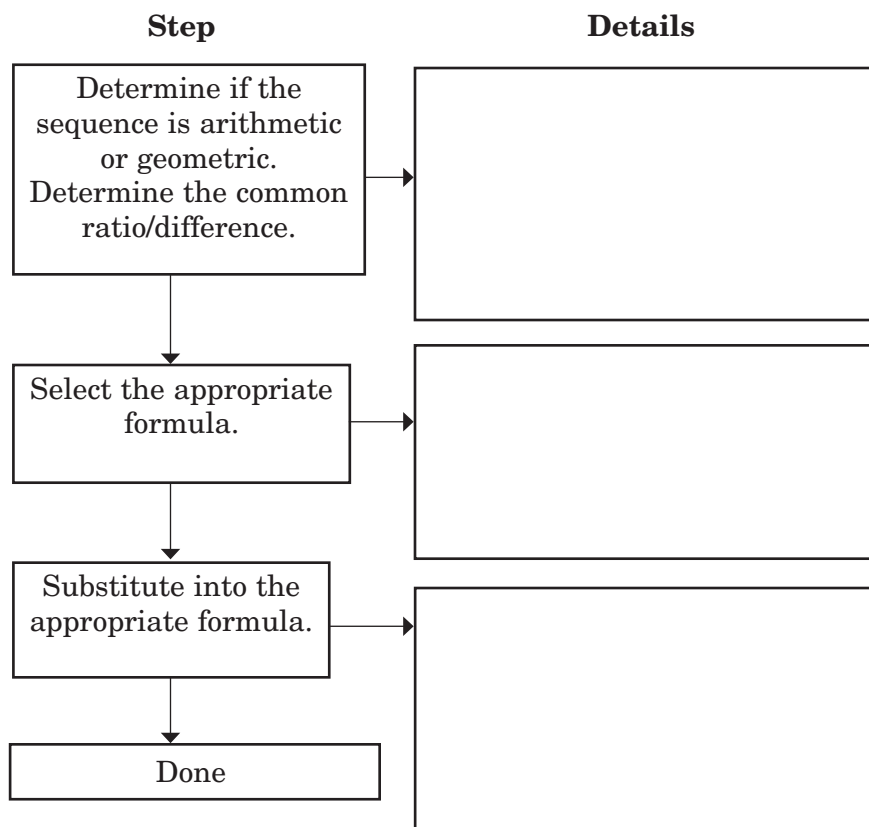 Step
Details
Determine if the
sequence is arithmetic
or geometric.
Determine the common
ratio/difference.
Select the appropriate
formula.
Substitute into the
appropriate formula.
Done